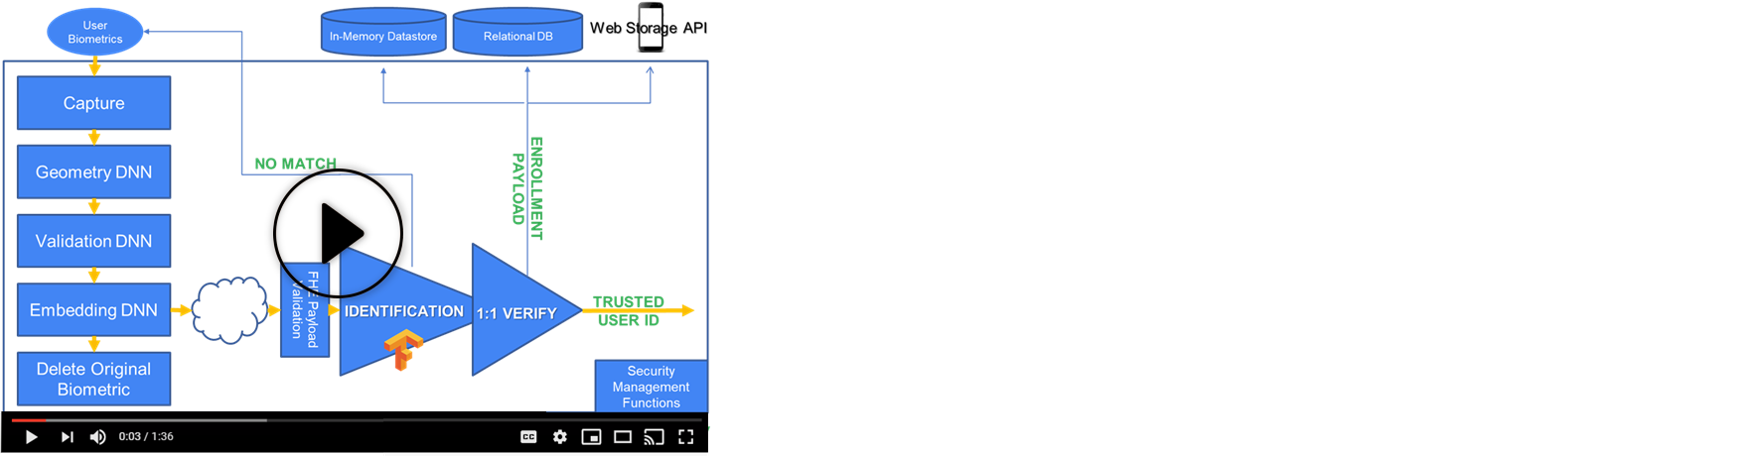 User
Biometrics
In-Memory Datastore
Relational DB
Web Storage API
Capture
Geometry DNN
Validation DNN
Embedding DNN
Delete Original
Biometric
NO MATCH
ENROLLMENT
PAYLOAD
FHE Payload
Validation
IDENTIFICATION
1:1 VERIFY
TRUSTED
USER ID
Security
Management
Functions
0:03 / 1:36
CC